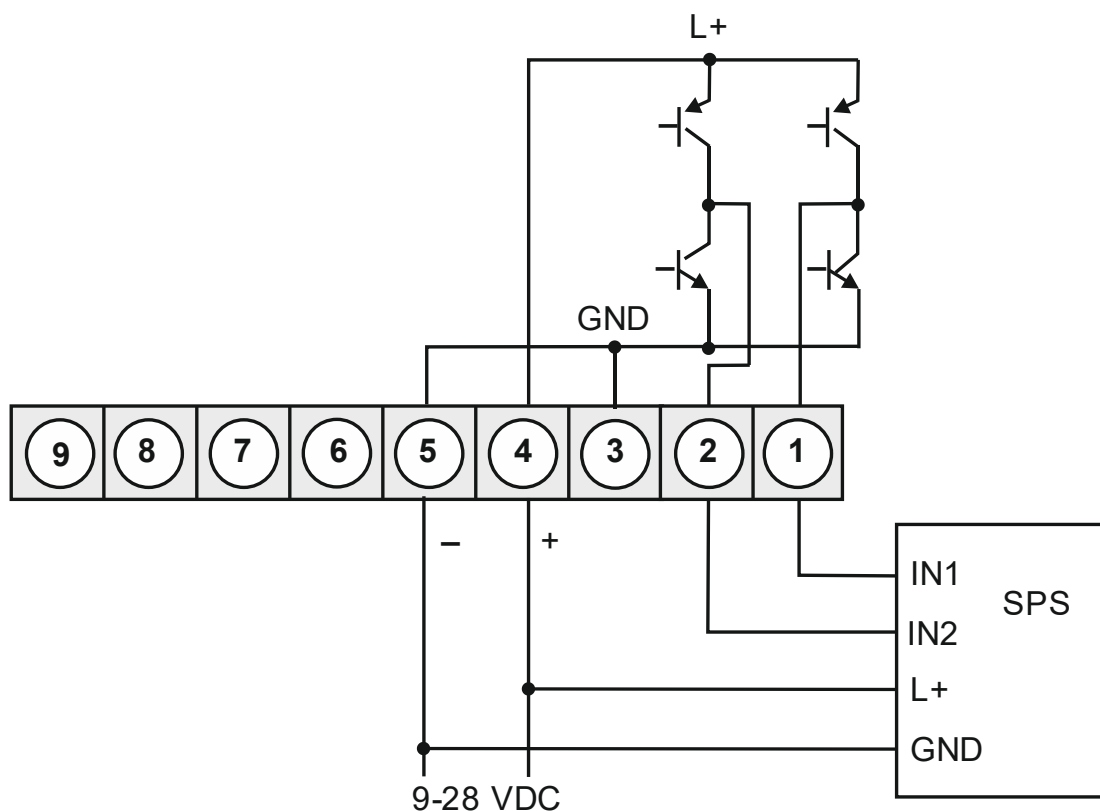 L+
GND
9 8 7 6 5 4 3 2 1
– +
IN1
SPS
IN2
L+
GND
9-28 VDC